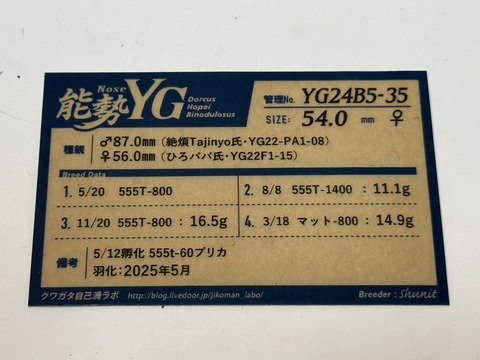 能勢YG Nose Dorcus Hopei Binodulosus
管理No. YG24B5-35
SIZE: 54.0 mm ♀
種親 ♂87.0mm（絶煩Tajinyo氏・YG22-PA1-08）
♀56.0mm（ひろパパ氏・YG22F1-15）
Breed Data
1. 5/20 555T-800
2. 8/8 555T-1400 : 11.1g
3. 11/20 555T-800 : 16.5g
4. 3/18 マット-800 : 14.9g
備考 5/12孵化 555t-60プリカ
羽化：2025年5月
クワガタ自己満ラボ http://blog.livedoor.jp/jikoman_labo/
Breeder : Shunit